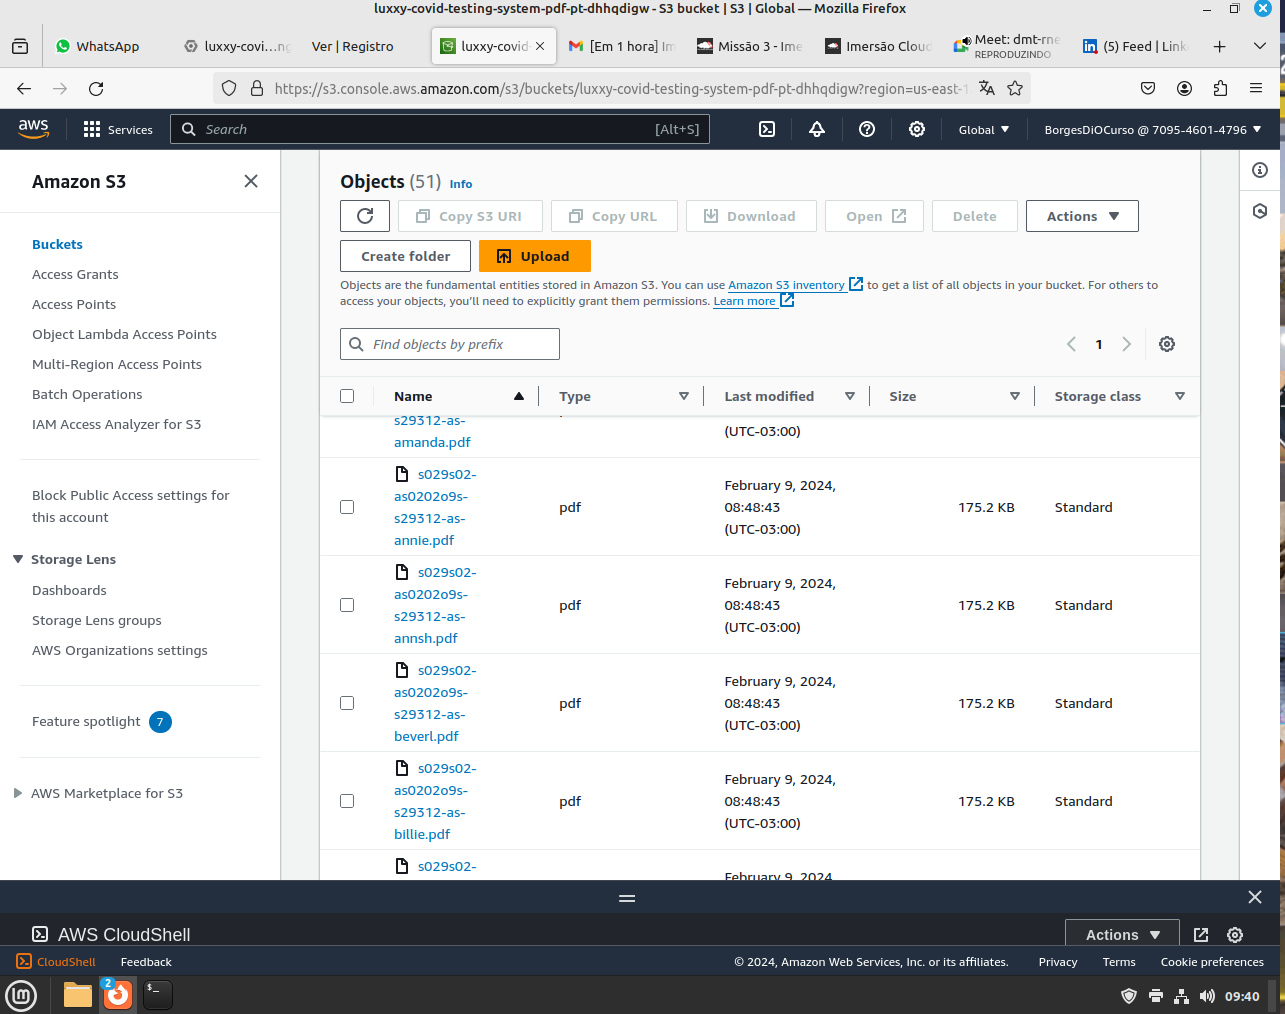 luxxy-covid-testing-system-pdf-pt-dhhqdigw - S3 bucket | S3 | Global — Mozilla Firefox
WhatsApp
luxxy-covi...
Ver | Registro
luxxy-covid-
[Em 1 hora] Im
Missão 3 - Ime
Imersão Cloud
Meet: dmt-rne
REPRODUZINDO
(5) Feed | Link
https://s3.console.aws.amazon.com/s3/buckets/luxxy-covid-testing-system-pdf-pt-dhhqdigw?region=us-east-1
aws
Services
Search
[Alt+S]
Global
BorgesDiOCurso @ 7095-4601-4796
Amazon S3
Buckets
Access Grants
Access Points
Object Lambda Access Points
Multi-Region Access Points
Batch Operations
IAM Access Analyzer for S3
Block Public Access settings for
this account
Storage Lens
Dashboards
Storage Lens groups
AWS Organizations settings
Feature spotlight 7
AWS Marketplace for S3
Objects (51) Info
Copy S3 URI
Copy URL
Download
Open
Delete
Actions
Create folder
Upload
Objects are the fundamental entities stored in Amazon S3. You can use Amazon S3 inventory to get a list of all objects in your bucket. For others to
access your objects, you'll need to explicitly grant them permissions. Learn more
Find objects by prefix
1
Name
Type
Last modified
Size
Storage class
s29312-as-
amanda.pdf
(UTC-03:00)
s029s02-
as0202o9s-
s29312-as-
annie.pdf
pdf
February 9, 2024,
08:48:43
(UTC-03:00)
175.2 KB
Standard
s029s02-
as0202o9s-
s29312-as-
annsh.pdf
pdf
February 9, 2024,
08:48:43
(UTC-03:00)
175.2 KB
Standard
s029s02-
as0202o9s-
s29312-as-
beverl.pdf
pdf
February 9, 2024,
08:48:43
(UTC-03:00)
175.2 KB
Standard
s029s02-
as0202o9s-
s29312-as-
billie.pdf
pdf
February 9, 2024,
08:48:43
(UTC-03:00)
175.2 KB
Standard
s029s02-
February 9, 2024,
AWS CloudShell
Actions
CloudShell
Feedback
© 2024, Amazon Web Services, Inc. or its affiliates.
Privacy
Terms
Cookie preferences
2
09:40